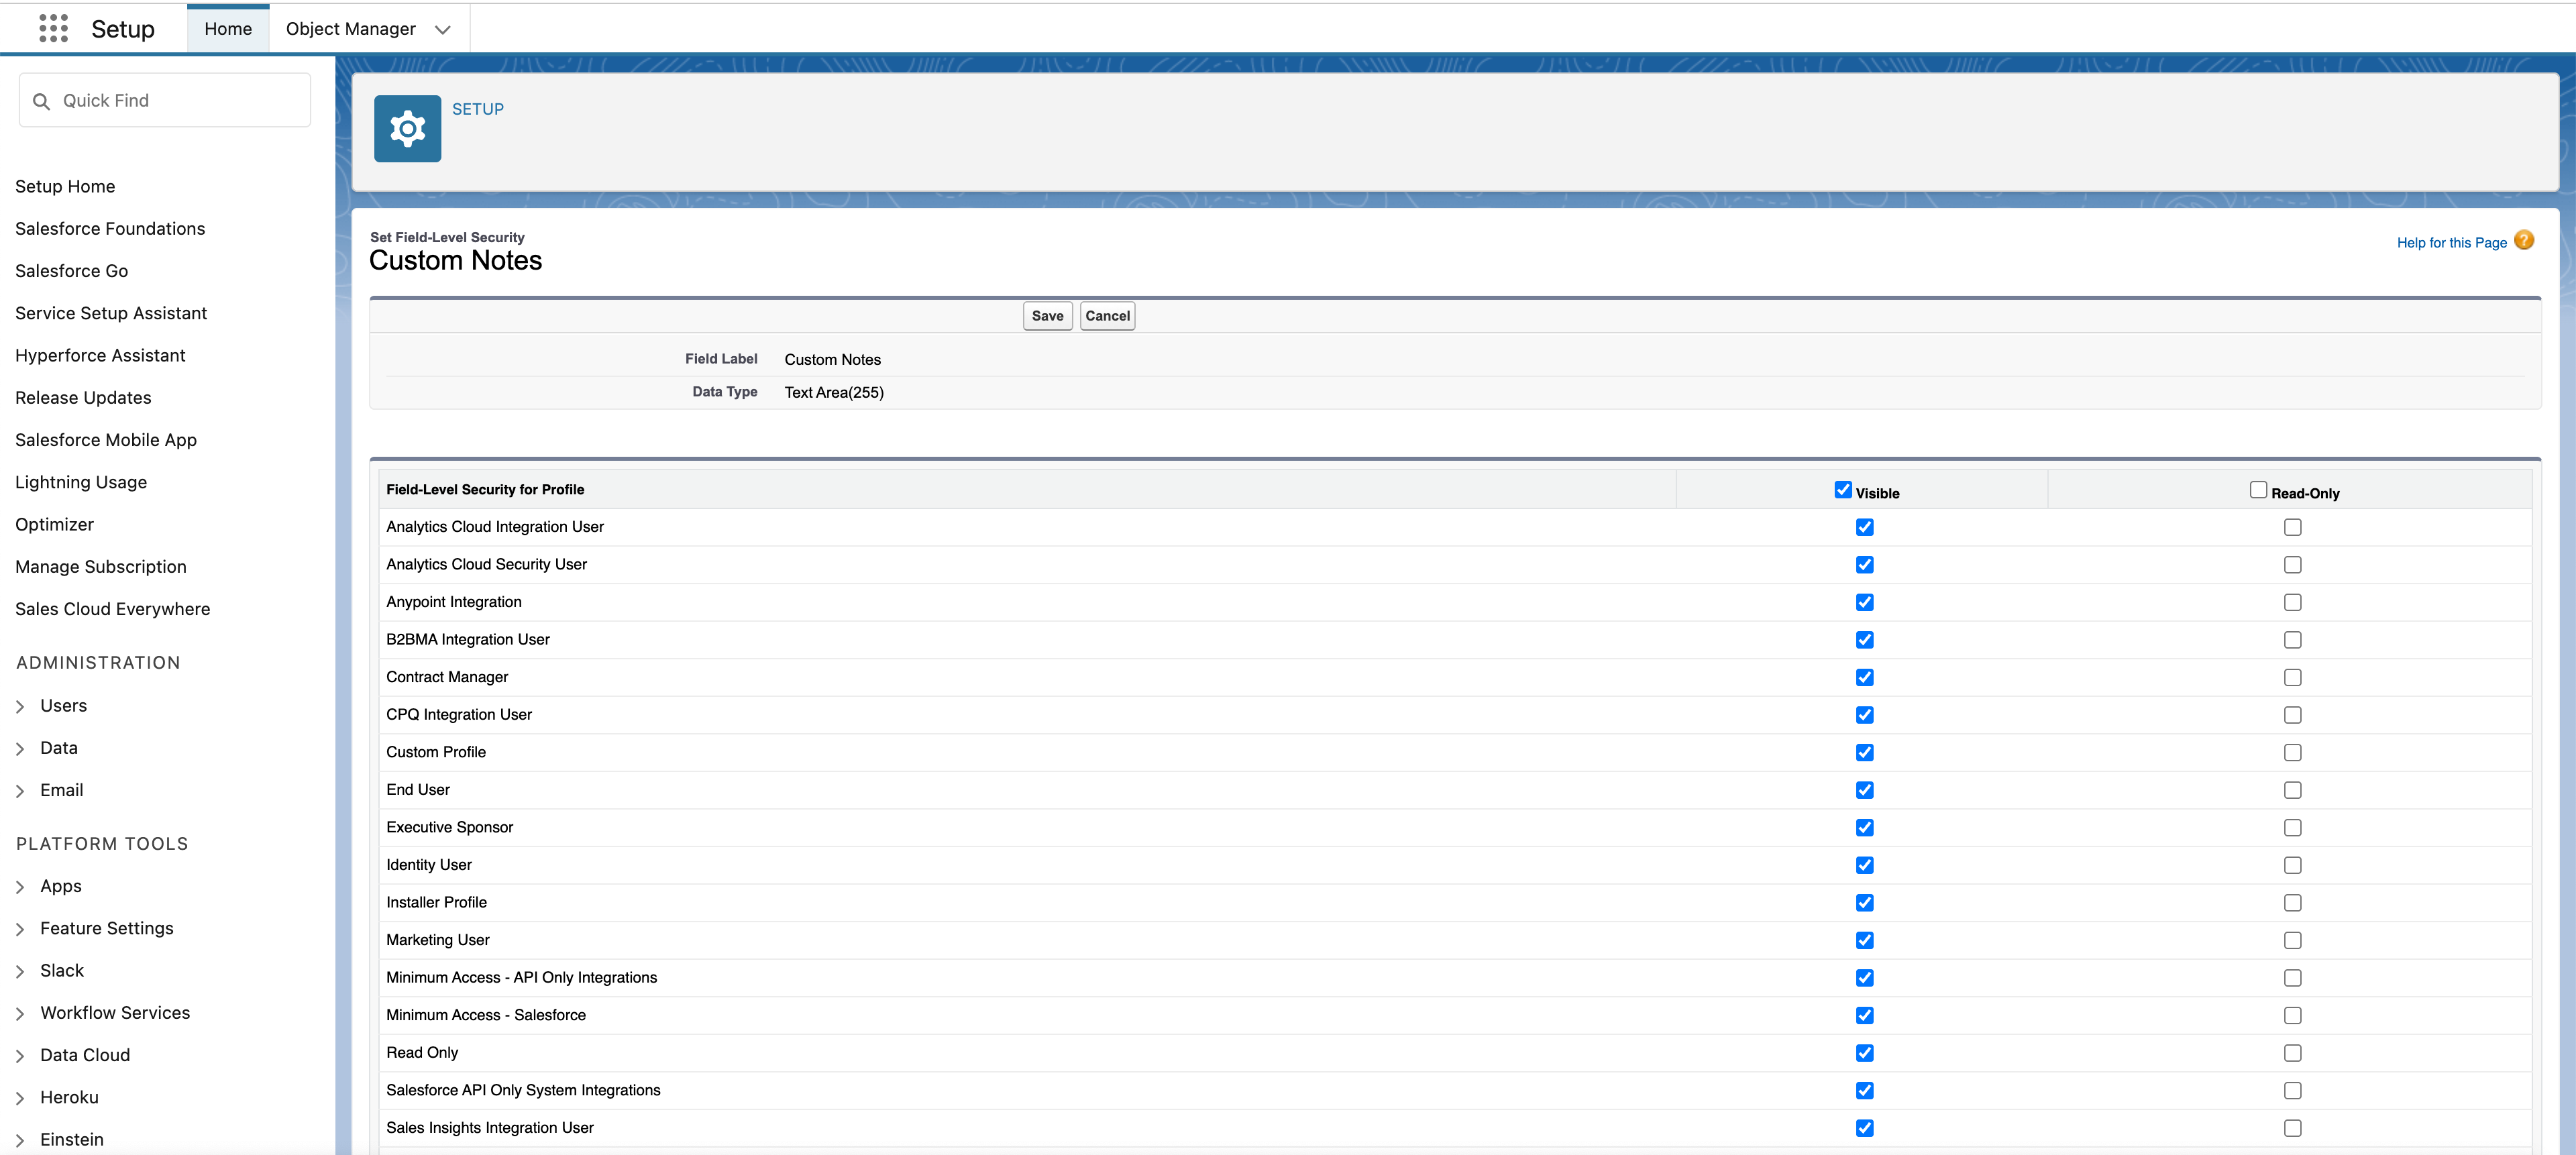 Setup
Home
Object Manager
Quick Find
SETUP
Setup Home
Salesforce Foundations
Salesforce Go
Service Setup Assistant
Hyperforce Assistant
Release Updates
Salesforce Mobile App
Lightning Usage
Optimizer
Manage Subscription
Sales Cloud Everywhere
ADMINISTRATION
Users
Data
Email
PLATFORM TOOLS
Apps
Feature Settings
Slack
Workflow Services
Data Cloud
Heroku
Einstein
Set Field-Level Security
Custom Notes
Help for this Page ?
Save Cancel
Field Label Custom Notes
Data Type Text Area(255)
Field-Level Security for Profile Visible Read-Only
Analytics Cloud Integration User
Analytics Cloud Security User
Anypoint Integration
B2BMA Integration User
Contract Manager
CPQ Integration User
Custom Profile
End User
Executive Sponsor
Identity User
Installer Profile
Marketing User
Minimum Access - API Only Integrations
Minimum Access - Salesforce
Read Only
Salesforce API Only System Integrations
Sales Insights Integration User